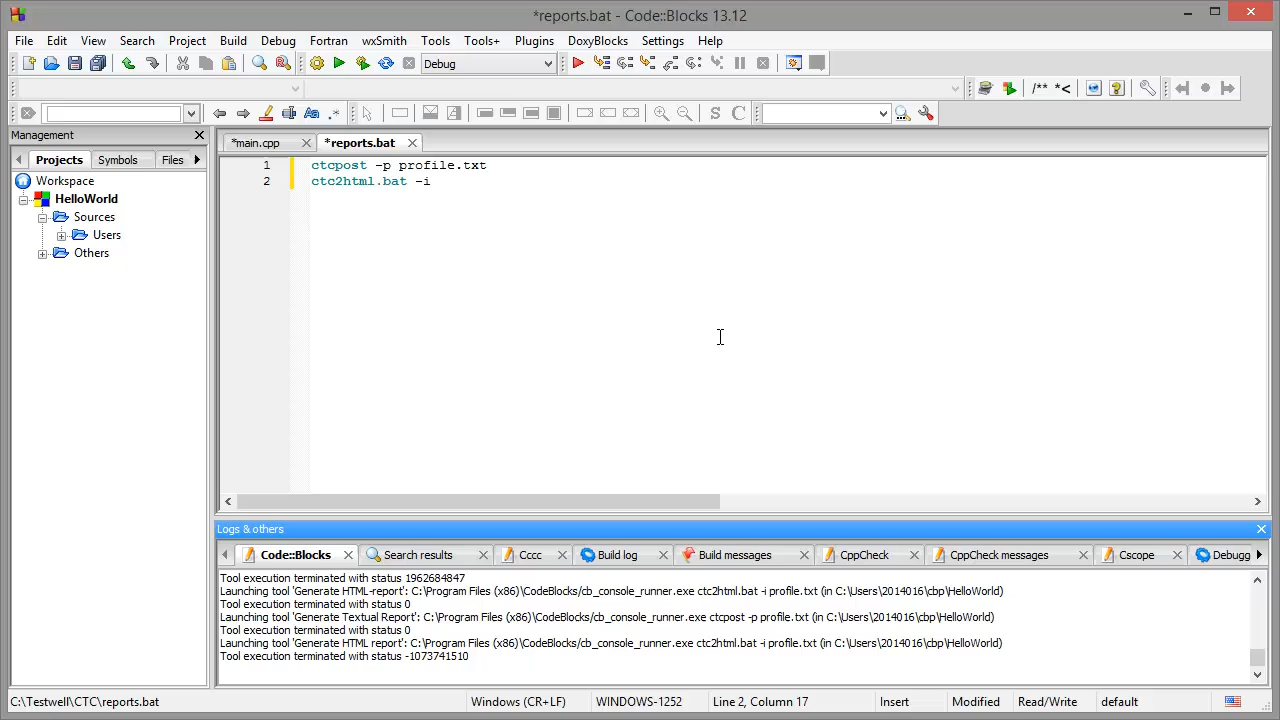 *reports.bat - Code::Blocks 13.12
File Edit View Search Project Build Debug Fortran wxSmith Tools Tools+ Plugins DoxyBlocks Settings Help
Debug
/** *<
Aa .*
S C
Management
Projects Symbols Files
*main.cpp *reports.bat
Workspace
HelloWorld
Sources
Users
Others
1 ctcpost -p profile.txt
2 ctc2html.bat -i
Logs & others
Code::Blocks Search results Cccc Build log Build messages CppCheck CppCheck messages Cscope Debugg
Tool execution terminated with status 1962684847
Launching tool 'Generate HTML-report': C:\Program Files (x86)\CodeBlocks/cb_console_runner.exe ctc2html.bat -i profile.txt (in C:\Users\2014016\cbp\HelloWorld)
Tool execution terminated with status 0
Launching tool 'Generate Textual Report': C:\Program Files (x86)\CodeBlocks/cb_console_runner.exe ctcpost -p profile.txt (in C:\Users\2014016\cbp\HelloWorld)
Tool execution terminated with status 0
Launching tool 'Generate HTML report': C:\Program Files (x86)\CodeBlocks/cb_console_runner.exe ctc2html.bat -i profile.txt (in C:\Users\2014016\cbp\HelloWorld)
Tool execution terminated with status -1073741510
C:\Testwell\CTC\reports.bat Windows (CR+LF) WINDOWS-1252 Line 2, Column 17 Insert Modified Read/Write default